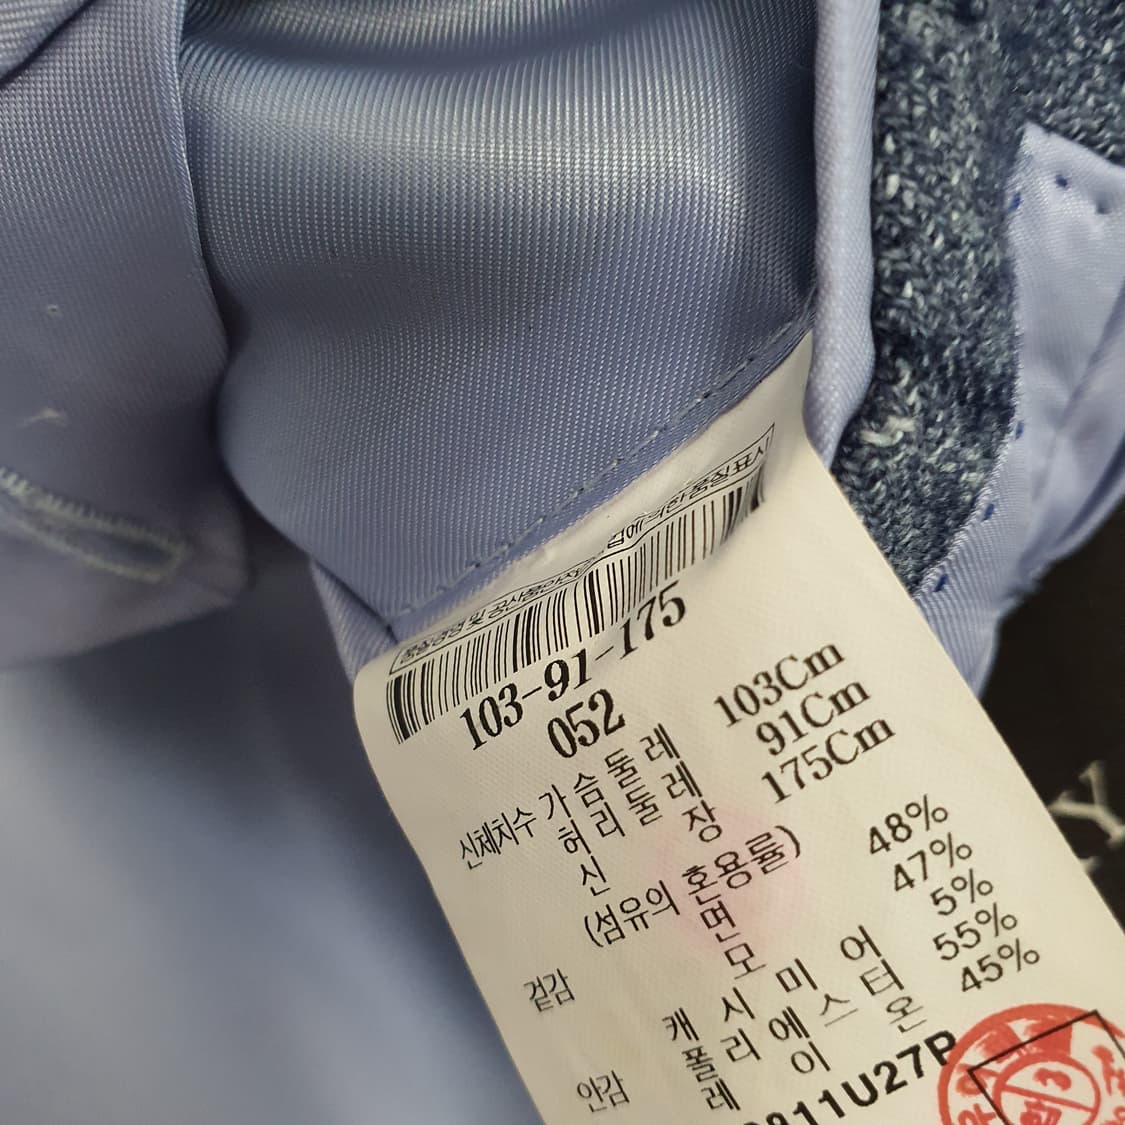 103-91-175
052
신체치수 가슴둘레 103Cm
허리둘레 91Cm
신장 175Cm
(섬유의 혼용률)
겉감 면 48%
모 47%
캐시미어 5%
안감 폴리에스터 55%
레이온 45%
811U27P
Y